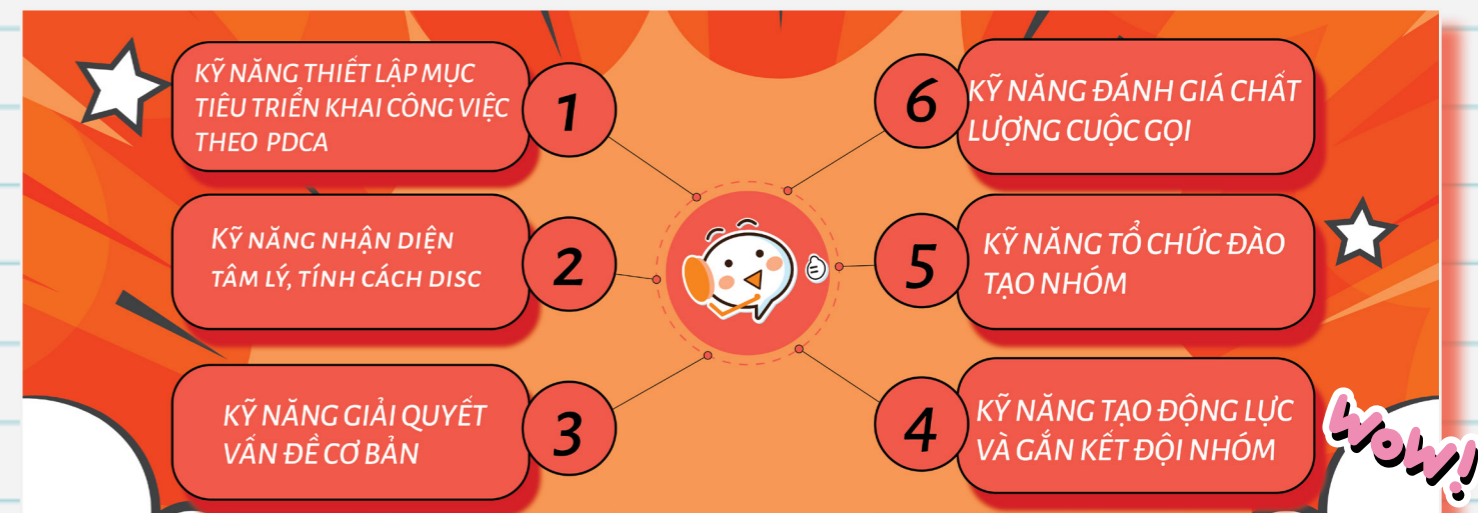 KỸ NĂNG THIẾT LẬP MỤC
TIÊU TRIỂN KHAI CÔNG VIỆC
THEO PDCA
1
KỸ NĂNG NHẬN DIỆN
TÂM LÝ, TÍNH CÁCH DISC
2
KỸ NĂNG GIẢI QUYẾT
VẤN ĐỀ CƠ BẢN
3
4
KỸ NĂNG TẠO ĐỘNG LỰC
VÀ GẮN KẾT ĐỘI NHÓM
5
KỸ NĂNG TỔ CHỨC ĐÀO
TẠO NHÓM
6
KỸ NĂNG ĐÁNH GIÁ CHẤT
LƯỢNG CUỘC GỌI
Wow!